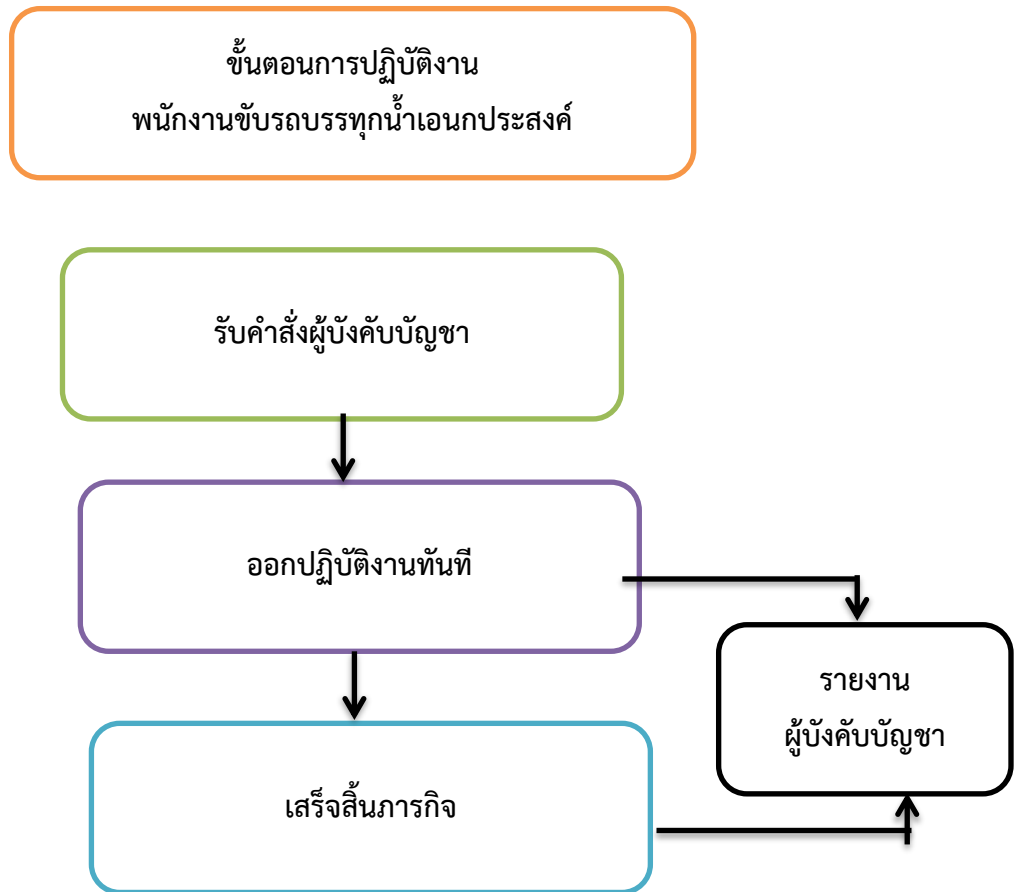 ขั้นตอนการปฏิบัติงาน
พนักงานขับรถบรรทุกน้ำเอนกประสงค์
รับคำสั่งผู้บังคับบัญชา
ออกปฏิบัติงานทันที
รายงาน
ผู้บังคับบัญชา
เสร็จสิ้นภารกิจ